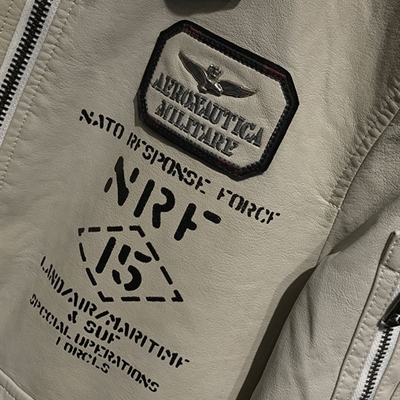 AERONAUTICA
MILITARE
NATO RESPONSE FORCE
NRF
15
LAND/AIR/MARITIME
& SOF
SPECIAL OPERATIONS
FORCES